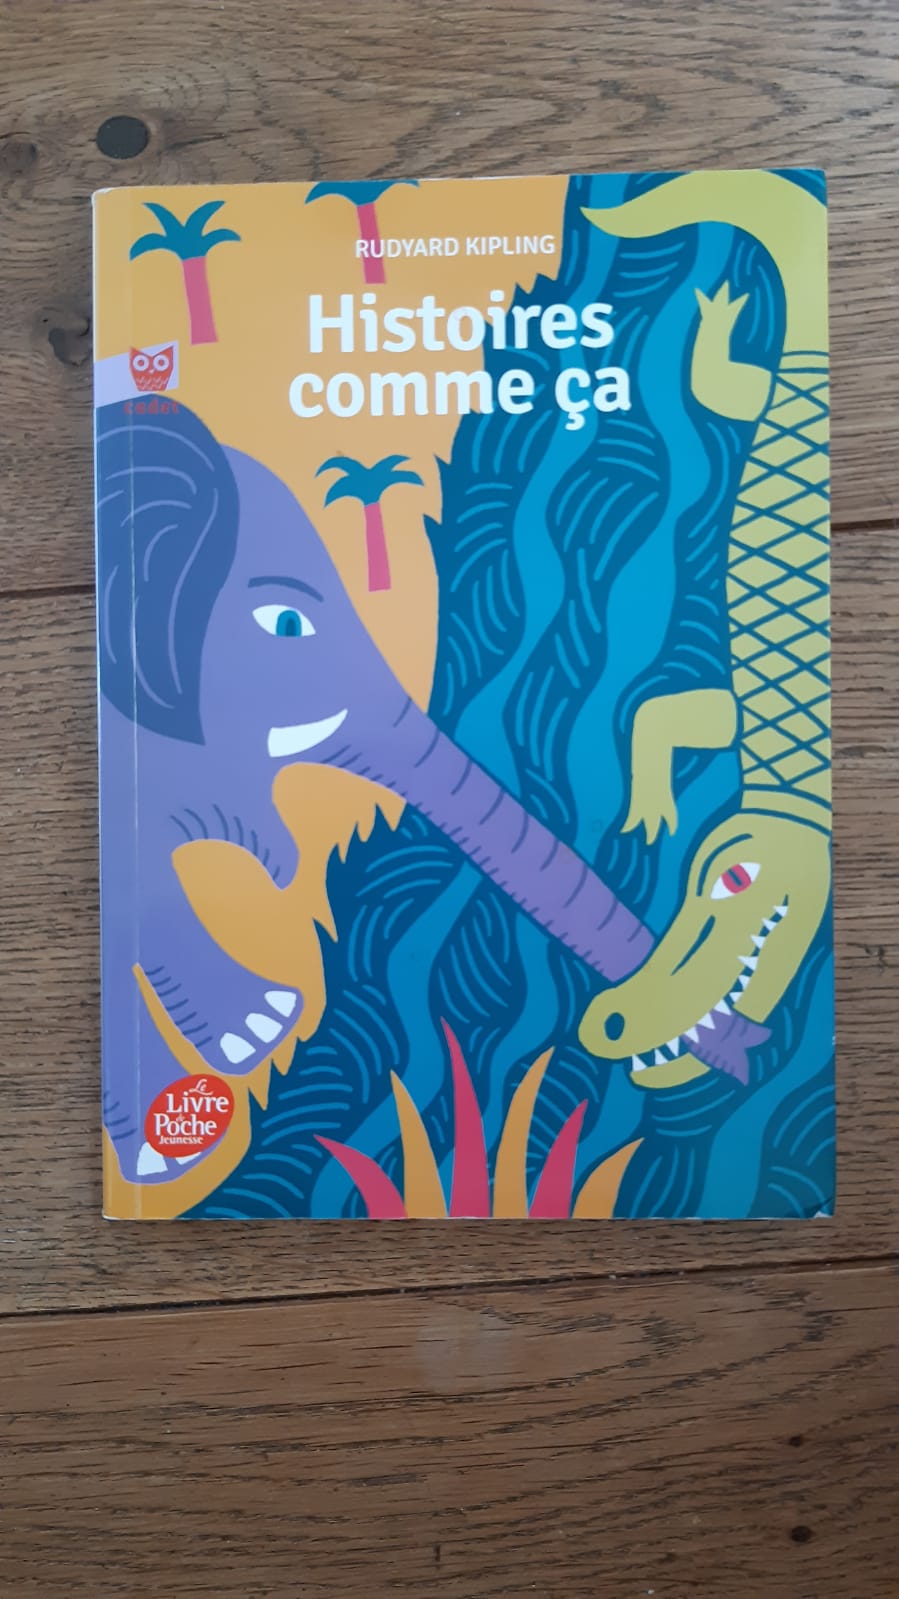 RUDYARD KIPLING
Histoires
comme ça
cadet
Le
Livre
de
Poche
Jeunesse